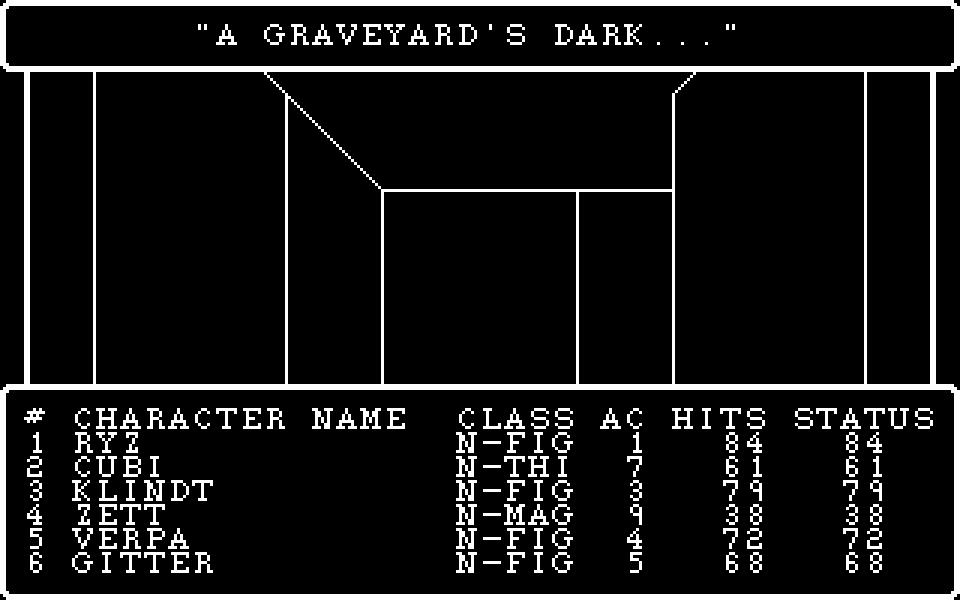 "A GRAVEYARD'S DARK..."
# CHARACTER NAME CLASS AC HITS STATUS
1 RYZ N-FIG 1 84 84
2 CUBI N-THI 7 61 61
3 KLINDT N-FIG 3 79 79
4 ZETT N-MAG 9 38 38
5 VERPA N-FIG 4 72 72
6 GITTER N-FIG 5 68 68